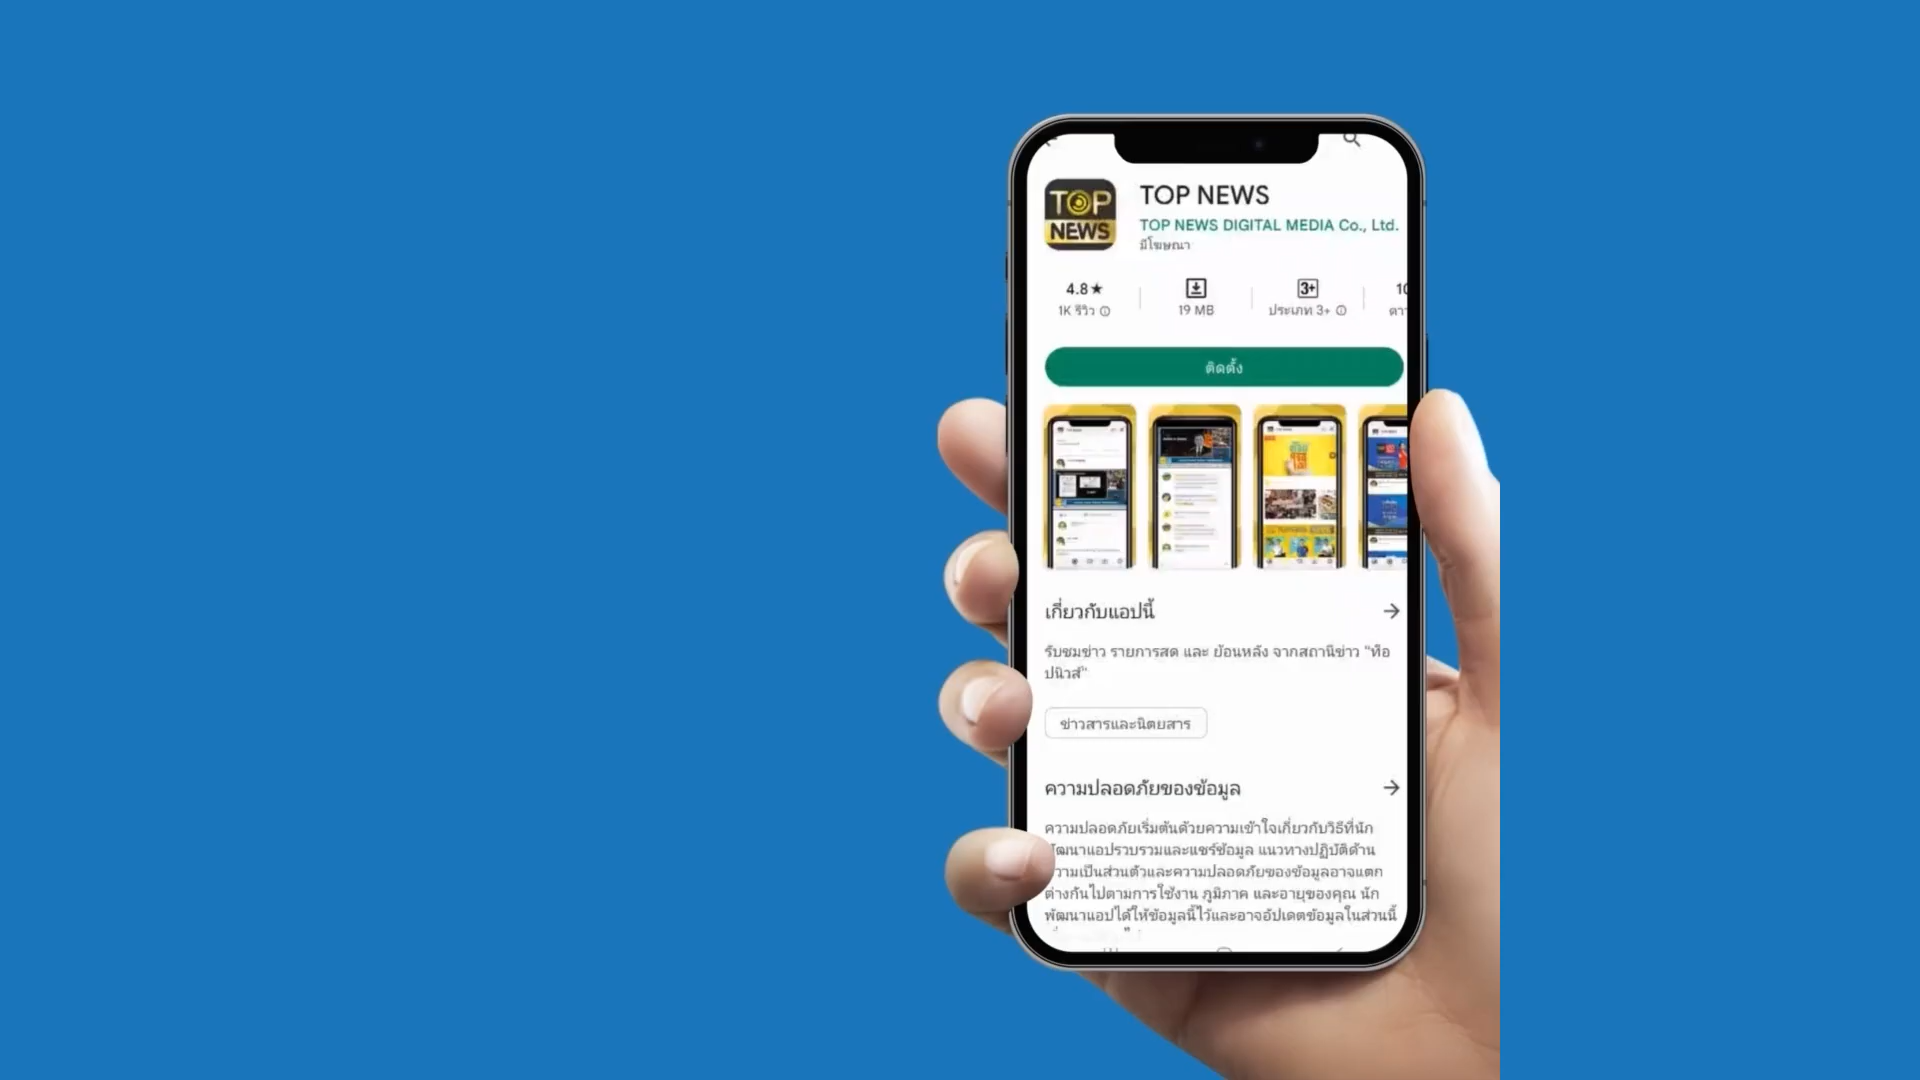 TOP
NEWS
TOP NEWS
TOP NEWS DIGITAL MEDIA Co., Ltd.
มีโฆษณา
4.8★
1K รีวิว
19 MB
3+
ประเภท 3+
10
ติดตั้ง
เกี่ยวกับแอปนี้
รับชมข่าว รายการสด และ ย้อนหลัง จากสถานีข่าว "ท็อ
ปนิวส์"
ข่าวสารและนิตยสาร
ความปลอดภัยของข้อมูล
ความปลอดภัยเริ่มต้นด้วยความเข้าใจเกี่ยวกับวิธีที่นัก
ัฒนาแอปรวบรวมและแชร์ข้อมูล แนวทางปฏิบัติด้าน
วามเป็นส่วนตัวและความปลอดภัยของข้อมูลอาจแตก
ต่างกันไปตามการใช้งาน ภูมิภาค และอายุของคุณ นัก
พัฒนาแอปได้ให้ข้อมูลนี้ไว้และอาจอัปเดตข้อมูลในส่วนนี้